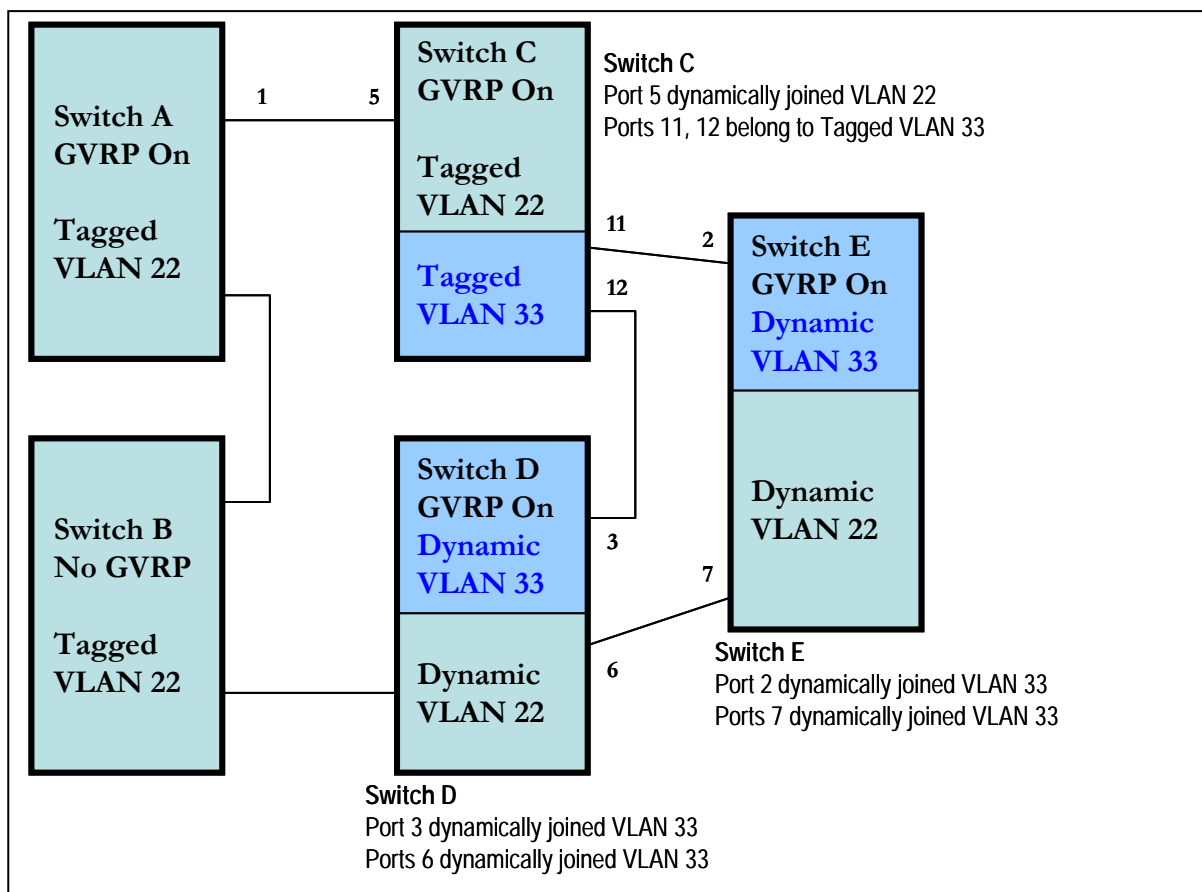 Switch A
GVRP On
Tagged
VLAN 22
1
5
Switch C
GVRP On
Tagged
VLAN 22
Tagged
VLAN 33
Switch C
Port 5 dynamically joined VLAN 22
Ports 11, 12 belong to Tagged VLAN 33
11
12
2
Switch E
GVRP On
Dynamic
VLAN 33
Dynamic
VLAN 22
7
Switch E
Port 2 dynamically joined VLAN 33
Ports 7 dynamically joined VLAN 33
Switch B
No GVRP
Tagged
VLAN 22
Switch D
GVRP On
Dynamic
VLAN 33
Dynamic
VLAN 22
3
6
Switch D
Port 3 dynamically joined VLAN 33
Ports 6 dynamically joined VLAN 33